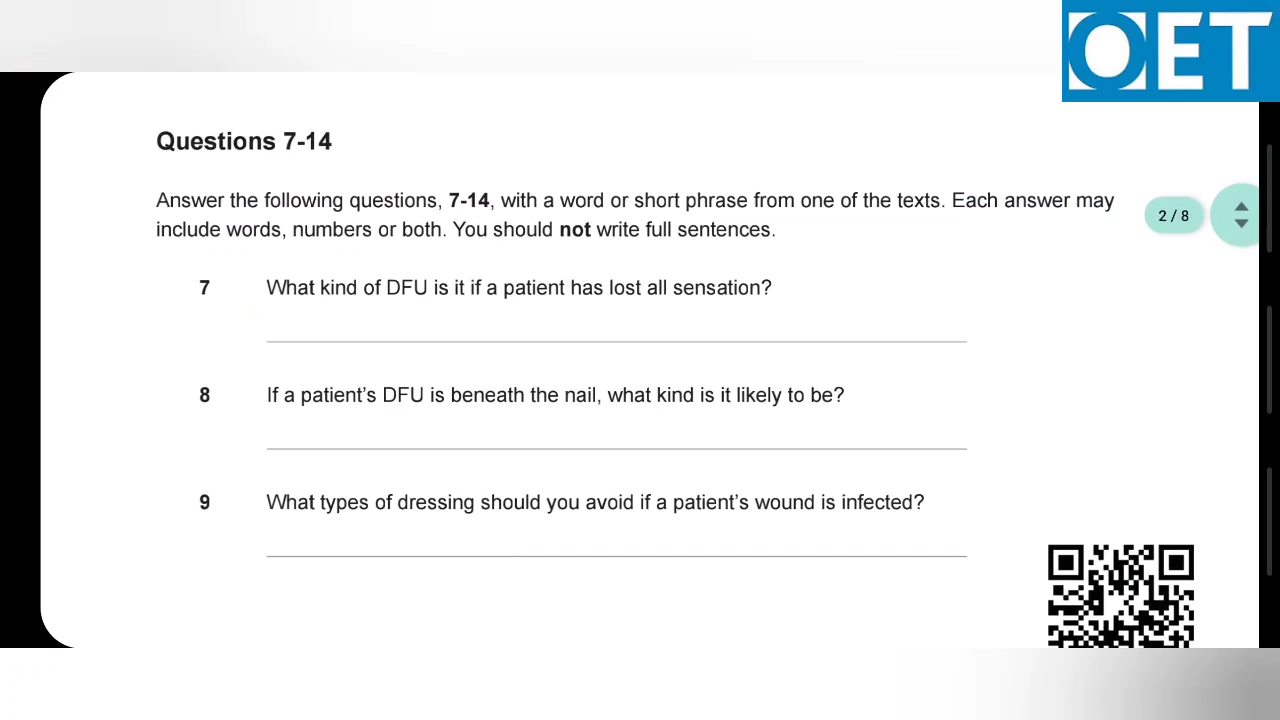 OET
Questions 7-14
Answer the following questions, 7-14, with a word or short phrase from one of the texts. Each answer may
include words, numbers or both. You should not write full sentences.
2 / 8
7 What kind of DFU is it if a patient has lost all sensation?
8 If a patient's DFU is beneath the nail, what kind is it likely to be?
9 What types of dressing should you avoid if a patient's wound is infected?